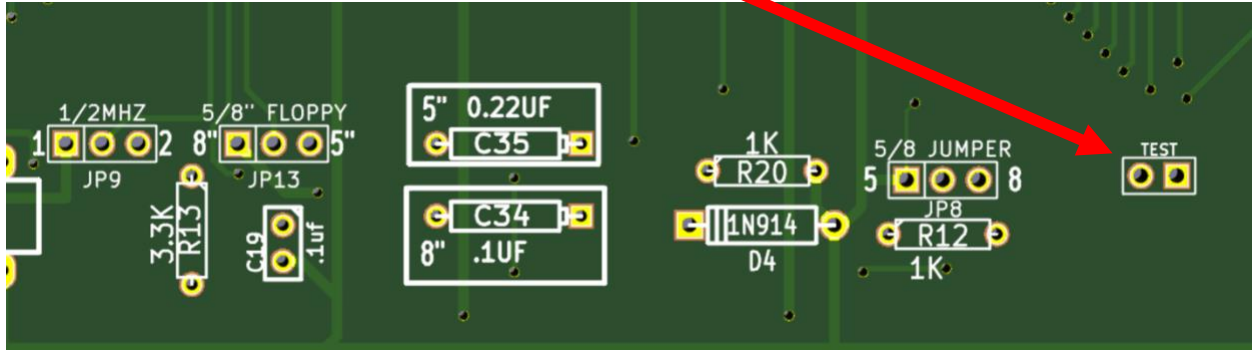 1/2MHZ
1 2
JP9
5/8'' FLOPPY
8" 5"
JP13
3.3K
R13
C19
.1uf
5" 0.22UF
C35
C34
8" .1UF
1K
R20
1N914
D4
5/8 JUMPER
5 8
JP8
R12
1K
TEST